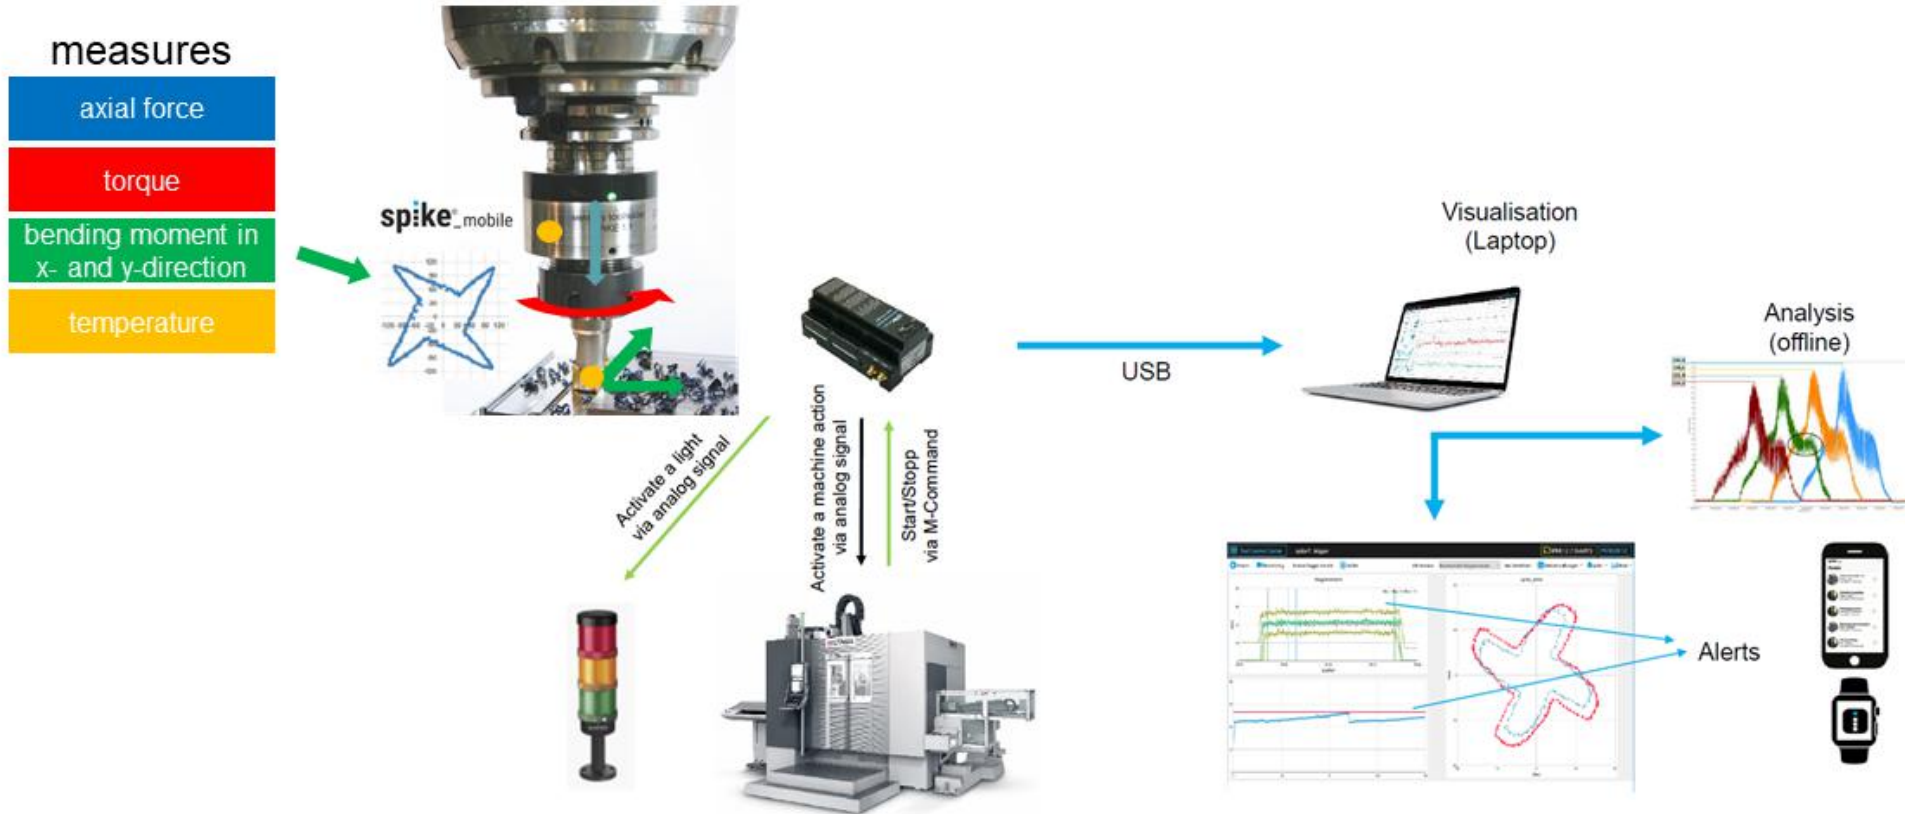 measures
axial force
torque
bending moment in
x- and y-direction
temperature
spike_mobile
Activate a light
via analog signal
Activate a machine action
via analog signal
Start/Stopp
via M-Command
USB
Visualisation
(Laptop)
Analysis
(offline)
Alerts